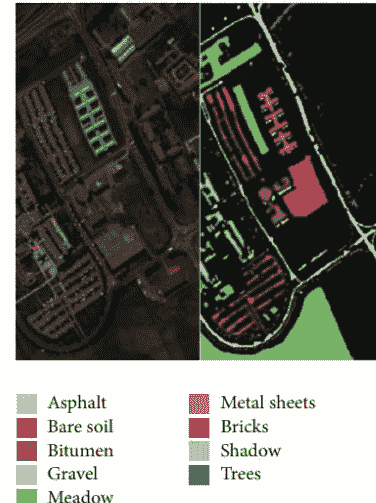 Asphalt
Bare soil
Bitumen
Gravel
Meadow
Metal sheets
Bricks
Shadow
Trees